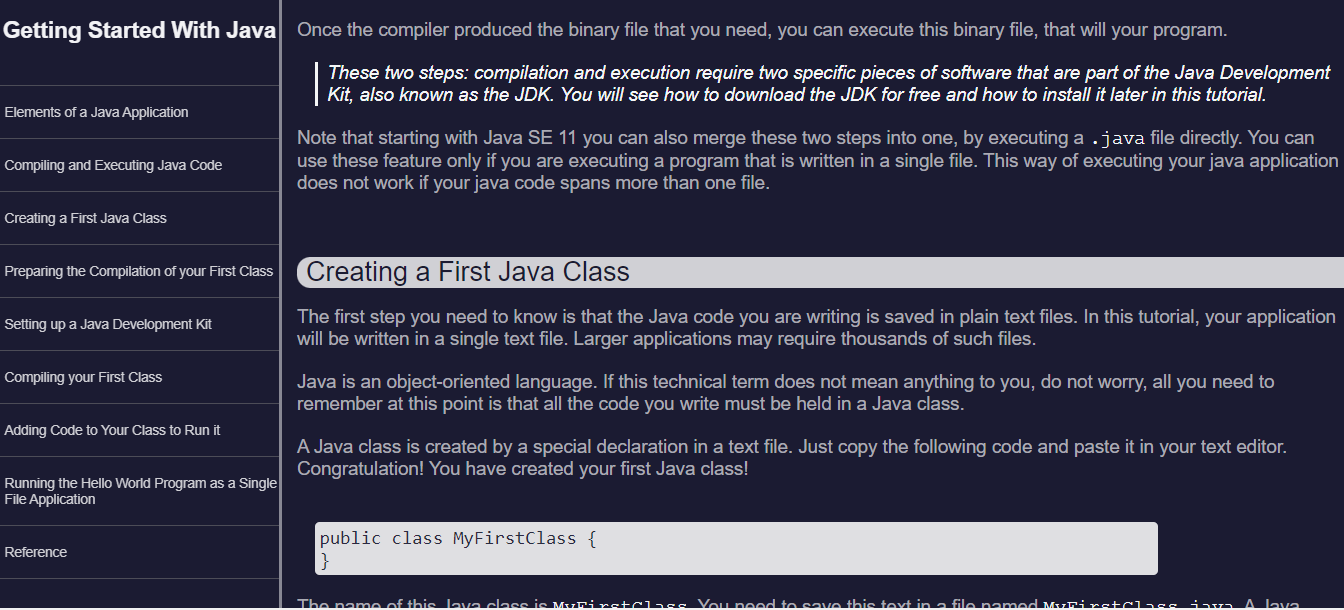 Getting Started With Java
Elements of a Java Application
Compiling and Executing Java Code
Creating a First Java Class
Preparing the Compilation of your First Class
Setting up a Java Development Kit
Compiling your First Class
Adding Code to Your Class to Run it
Running the Hello World Program as a Single
File Application
Reference
Once the compiler produced the binary file that you need, you can execute this binary file, that will your program.
These two steps: compilation and execution require two specific pieces of software that are part of the Java Development
Kit, also known as the JDK. You will see how to download the JDK for free and how to install it later in this tutorial.
Note that starting with Java SE 11 you can also merge these two steps into one, by executing a .java file directly. You can
use these feature only if you are executing a program that is written in a single file. This way of executing your java application
does not work if your java code spans more than one file.
Creating a First Java Class
The first step you need to know is that the Java code you are writing is saved in plain text files. In this tutorial, your application
will be written in a single text file. Larger applications may require thousands of such files.
Java is an object-oriented language. If this technical term does not mean anything to you, do not worry, all you need to
remember at this point is that all the code you write must be held in a Java class.
A Java class is created by a special declaration in a text file. Just copy the following code and paste it in your text editor.
Congratulation! You have created your first Java class!
public class MyFirstClass {
}
The name of this Java class is MyFirstClass. You need to save this text in a file named MyFirstClass.java. A Java